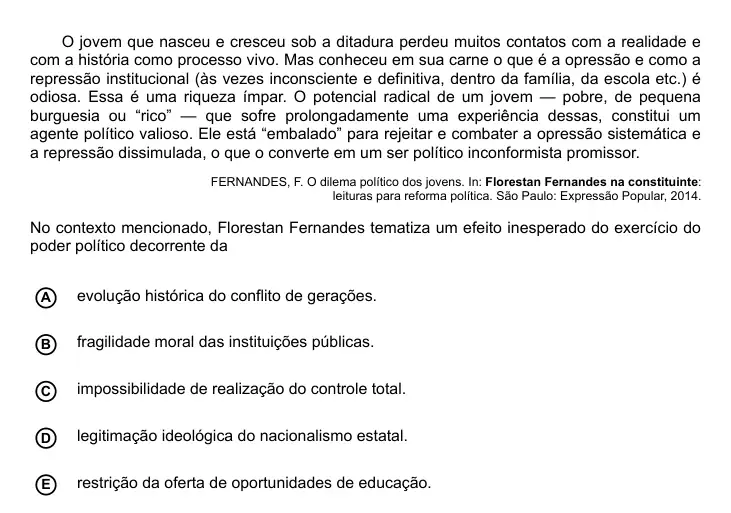 O jovem que nasceu e cresceu sob a ditadura perdeu muitos contatos com a realidade e
com a história como processo vivo. Mas conheceu em sua carne o que é a opressão e como a
repressão institucional (às vezes inconsciente e definitiva, dentro da família, da escola etc.) é
odiosa. Essa é uma riqueza ímpar. O potencial radical de um jovem — pobre, de pequena
burguesia ou “rico” — que sofre prolongadamente uma experiência dessas, constitui um
agente político valioso. Ele está “embalado” para rejeitar e combater a opressão sistemática e
a repressão dissimulada, o que o converte em um ser político inconformista promissor.
FERNANDES, F. O dilema político dos jovens. In: Florestan Fernandes na constituinte:
leituras para reforma política. São Paulo: Expressão Popular, 2014.
No contexto mencionado, Florestan Fernandes tematiza um efeito inesperado do exercício do
poder político decorrente da
A evolução histórica do conflito de gerações.
B fragilidade moral das instituições públicas.
C impossibilidade de realização do controle total.
D legitimação ideológica do nacionalismo estatal.
E restrição da oferta de oportunidades de educação.